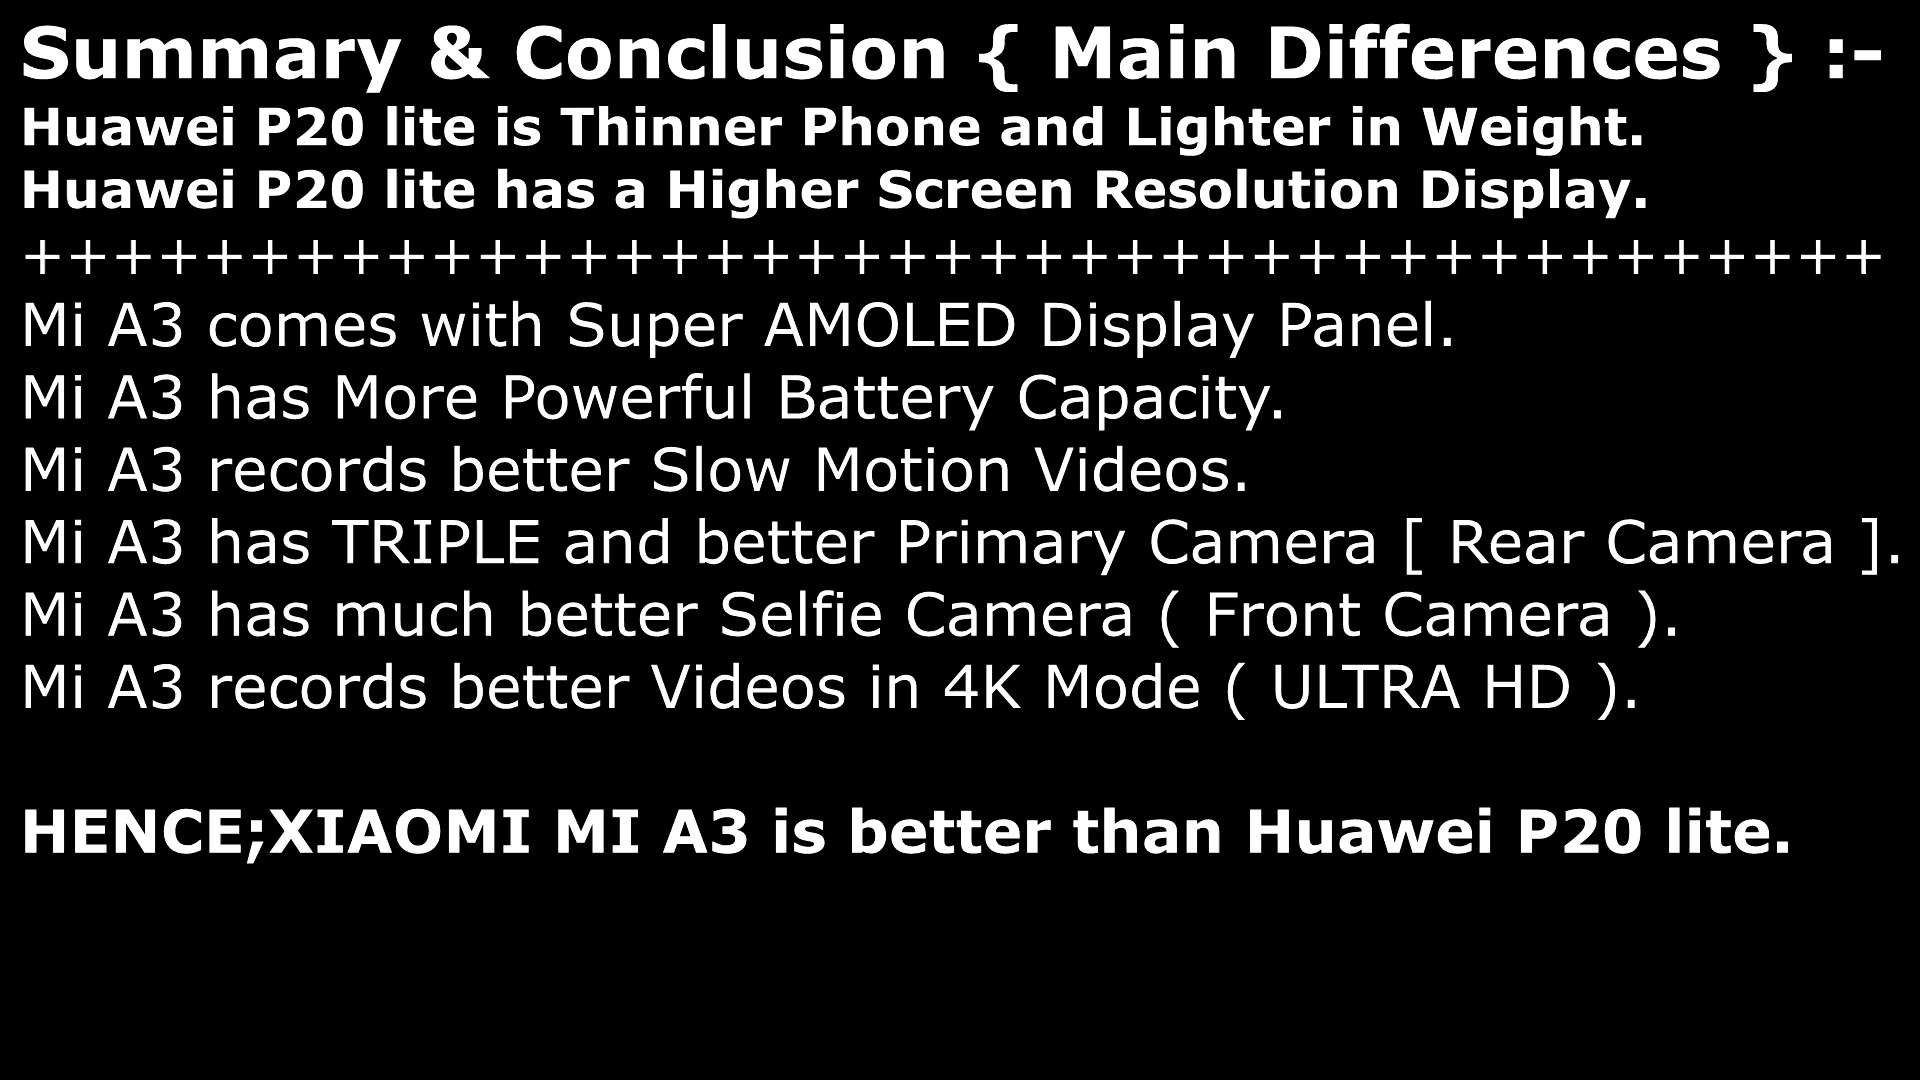 Summary & Conclusion { Main Differences } :-
Huawei P20 lite is Thinner Phone and Lighter in Weight.
Huawei P20 lite has a Higher Screen Resolution Display.
+++++++++++++++++++++++++++++++++++++++++
Mi A3 comes with Super AMOLED Display Panel.
Mi A3 has More Powerful Battery Capacity.
Mi A3 records better Slow Motion Videos.
Mi A3 has TRIPLE and better Primary Camera [ Rear Camera ].
Mi A3 has much better Selfie Camera ( Front Camera ).
Mi A3 records better Videos in 4K Mode ( ULTRA HD ).
HENCE;XIAOMI MI A3 is better than Huawei P20 lite.